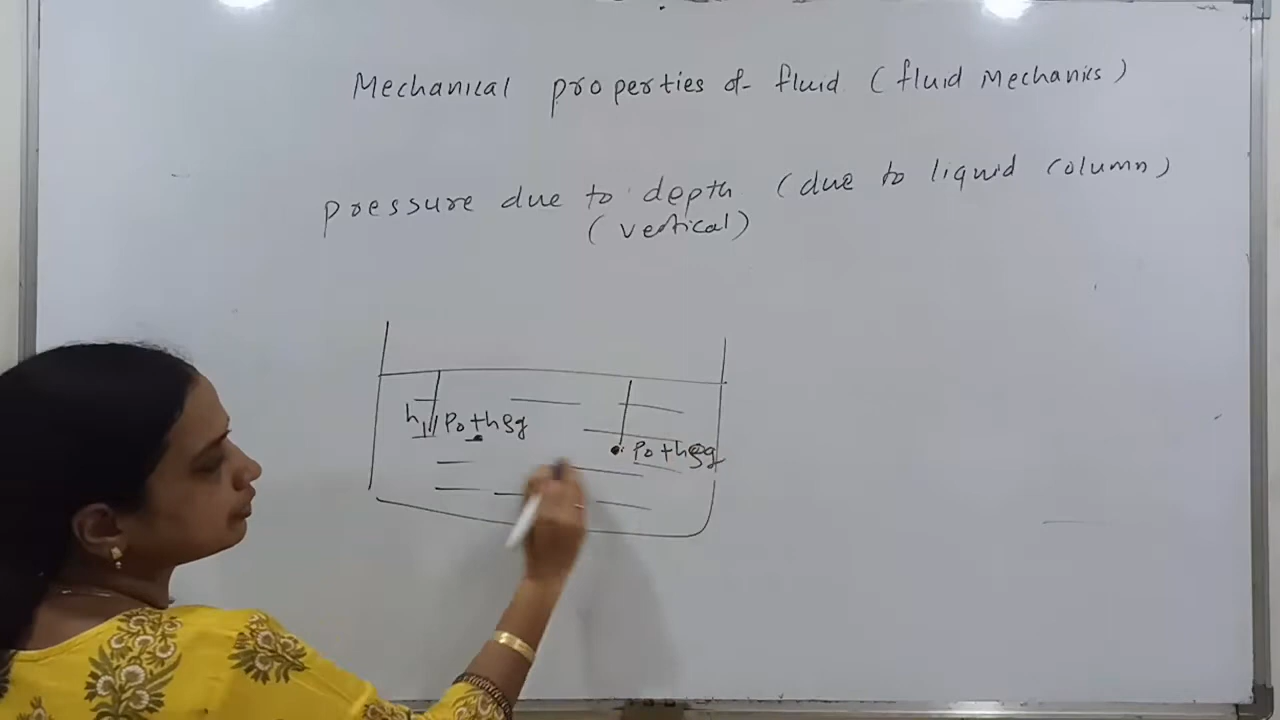 Mechanical properties of fluid (fluid Mechanics)
pressure due to depth (due to liquid column)
(vertical)
h P₀+hρg
P₀+hρg